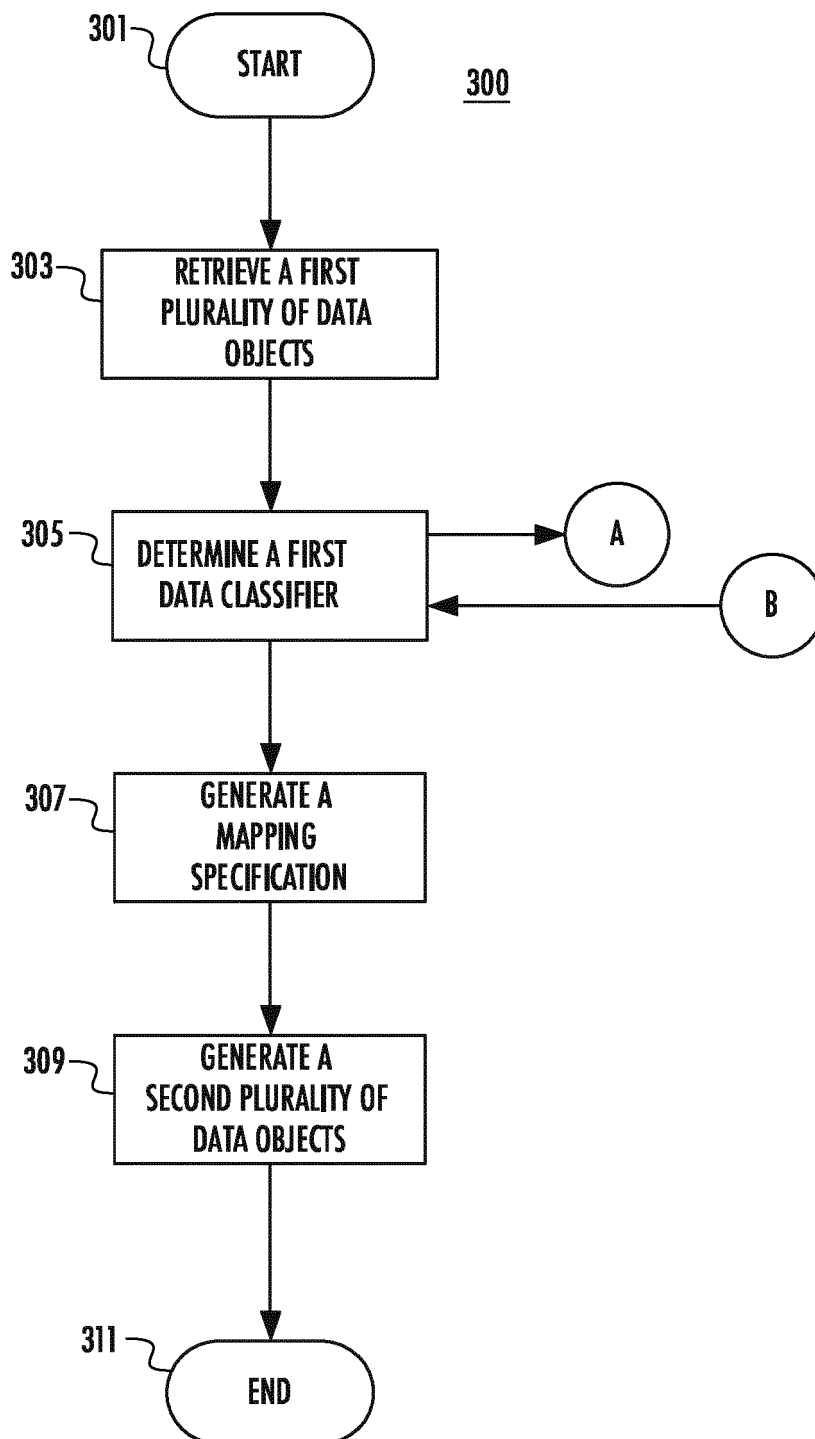 301
START
300
303
RETRIEVE A FIRST
PLURALITY OF DATA
OBJECTS
305
DETERMINE A FIRST
DATA CLASSIFIER
A
B
307
GENERATE A
MAPPING
SPECIFICATION
309
GENERATE A
SECOND PLURALITY OF
DATA OBJECTS
311
END